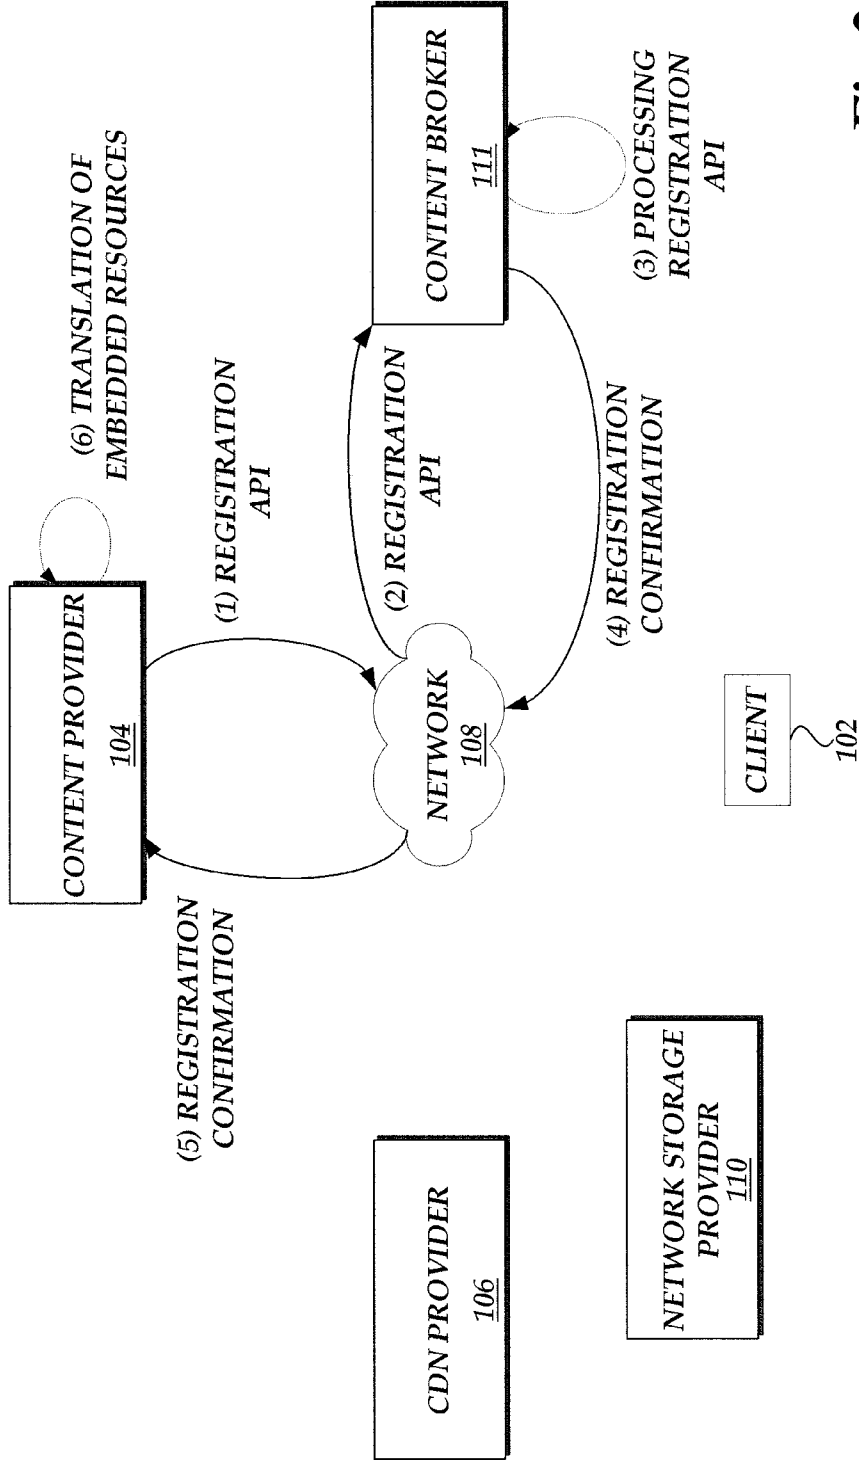 (6) TRANSLATION OF
EMBEDDED RESOURCES
CONTENT PROVIDER
104
(1) REGISTRATION
API
(5) REGISTRATION
CONFIRMATION
CONTENT BROKER
111
(2) REGISTRATION
API
(3) PROCESSING
REGISTRATION
API
NETWORK
108
(4) REGISTRATION
CONFIRMATION
CDN PROVIDER
106
CLIENT
102
NETWORK STORAGE
PROVIDER
110